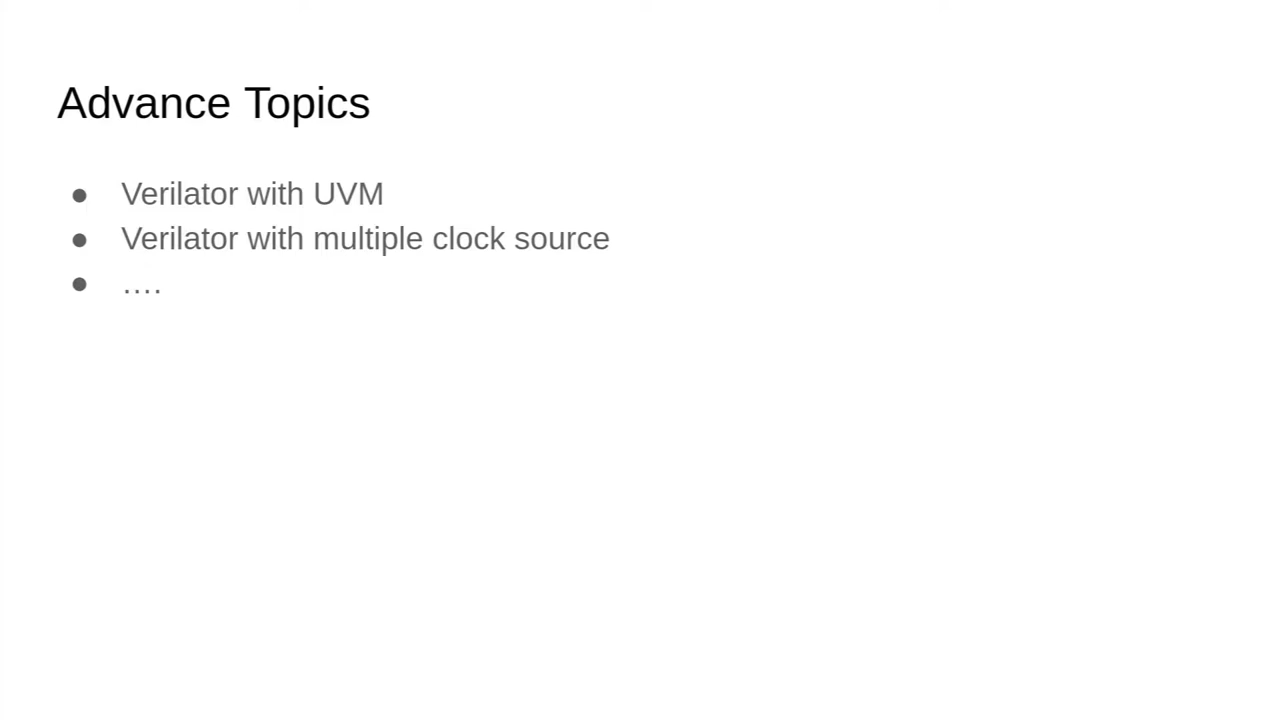 Advance Topics
● Verilator with UVM
● Verilator with multiple clock source
● ….